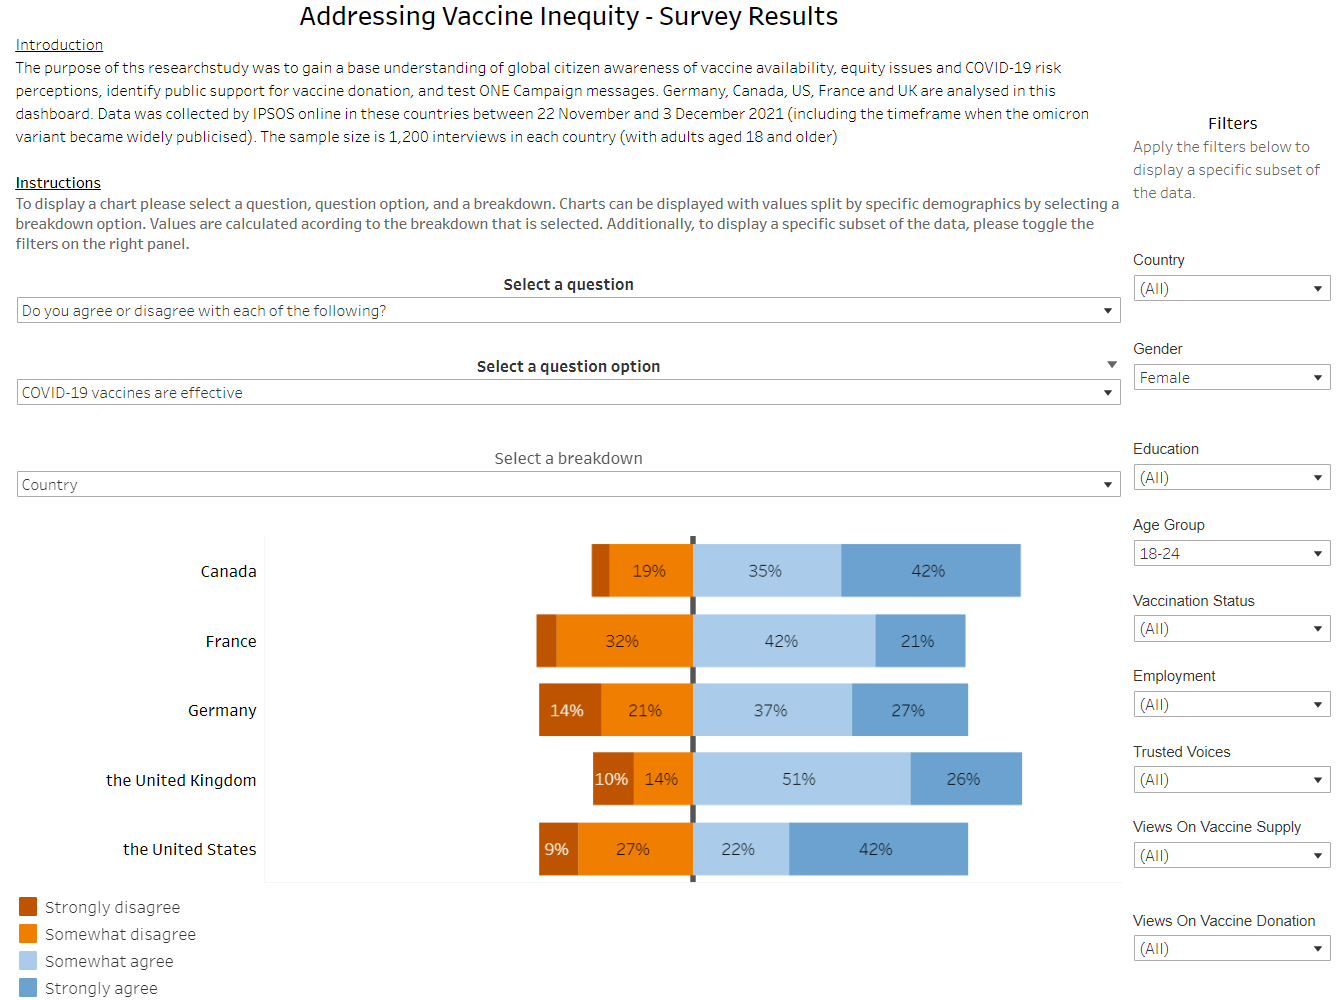 Addressing Vaccine Inequity - Survey Results
Introduction
The purpose of ths researchstudy was to gain a base understanding of global citizen awareness of vaccine availability, equity issues and COVID-19 risk
perceptions, identify public support for vaccine donation, and test ONE Campaign messages. Germany, Canada, US, France and UK are analysed in this
dashboard. Data was collected by IPSOS online in these countries between 22 November and 3 December 2021 (including the timeframe when the omicron
variant became widely publicised). The sample size is 1,200 interviews in each country (with adults aged 18 and older)
Instructions
To display a chart please select a question, question option, and a breakdown. Charts can be displayed with values split by specific demographics by selecting a
breakdown option. Values are calculated acording to the breakdown that is selected. Additionally, to display a specific subset of the data, please toggle the
filters on the right panel.
Select a question
Do you agree or disagree with each of the following?
Select a question option
COVID-19 vaccines are effective
Select a breakdown
Country
Canada 19% 35% 42%
France 32% 42% 21%
Germany 14% 21% 37% 27%
the United Kingdom 10% 14% 51% 26%
the United States 9% 27% 22% 42%
Strongly disagree
Somewhat disagree
Somewhat agree
Strongly agree
Filters
Apply the filters below to
display a specific subset of
the data.
Country
(All)
Gender
Female
Education
(All)
Age Group
18-24
Vaccination Status
(All)
Employment
(All)
Trusted Voices
(All)
Views On Vaccine Supply
(All)
Views On Vaccine Donation
(All)